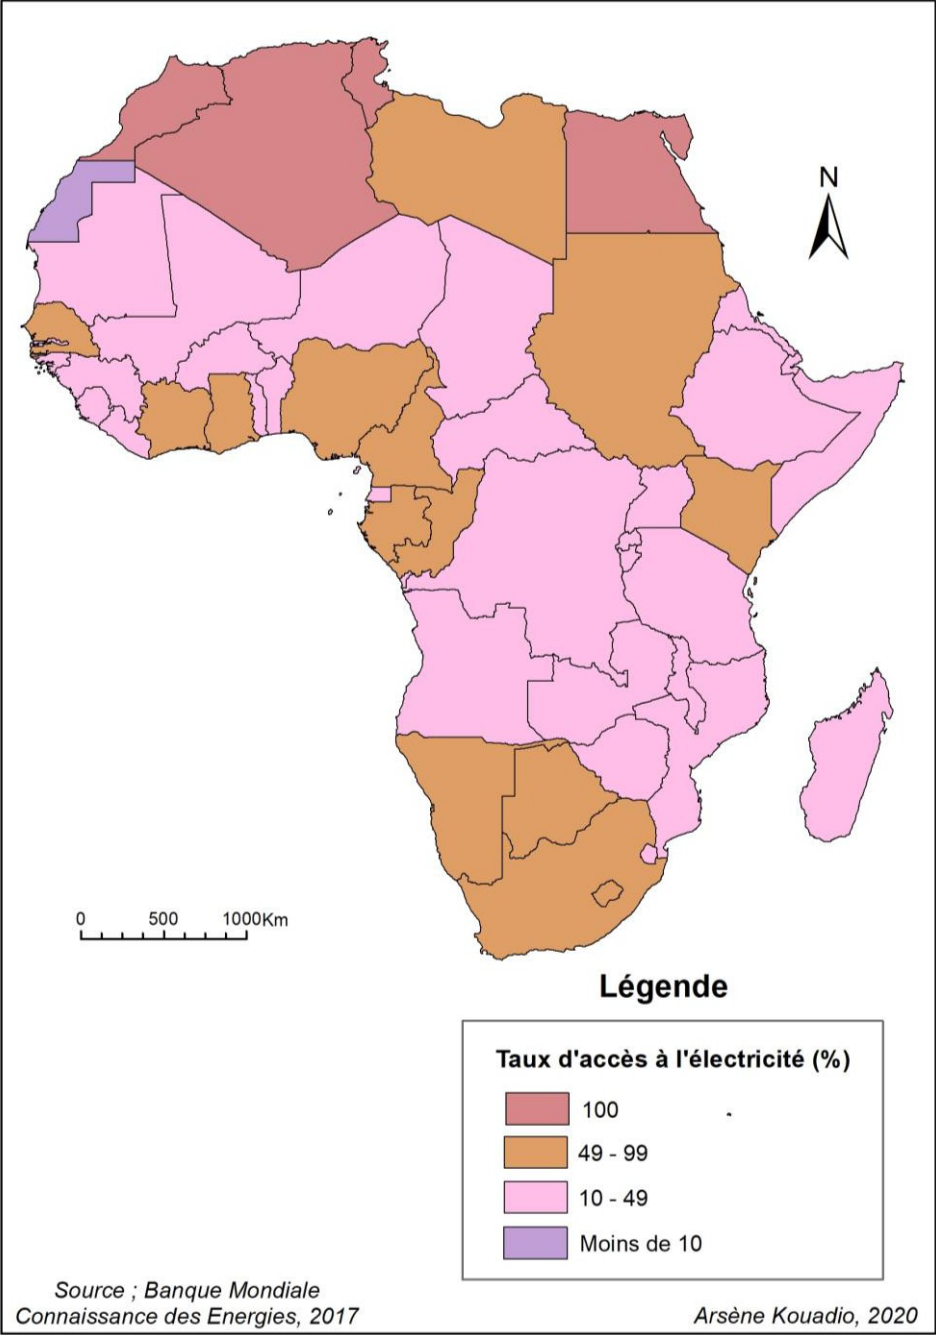 N
0 500 1000Km
Légende
Taux d'accès à l'électricité (%)
100
49 - 99
10 - 49
Moins de 10
Source ; Banque Mondiale
Connaissance des Energies, 2017
Arsène Kouadio, 2020